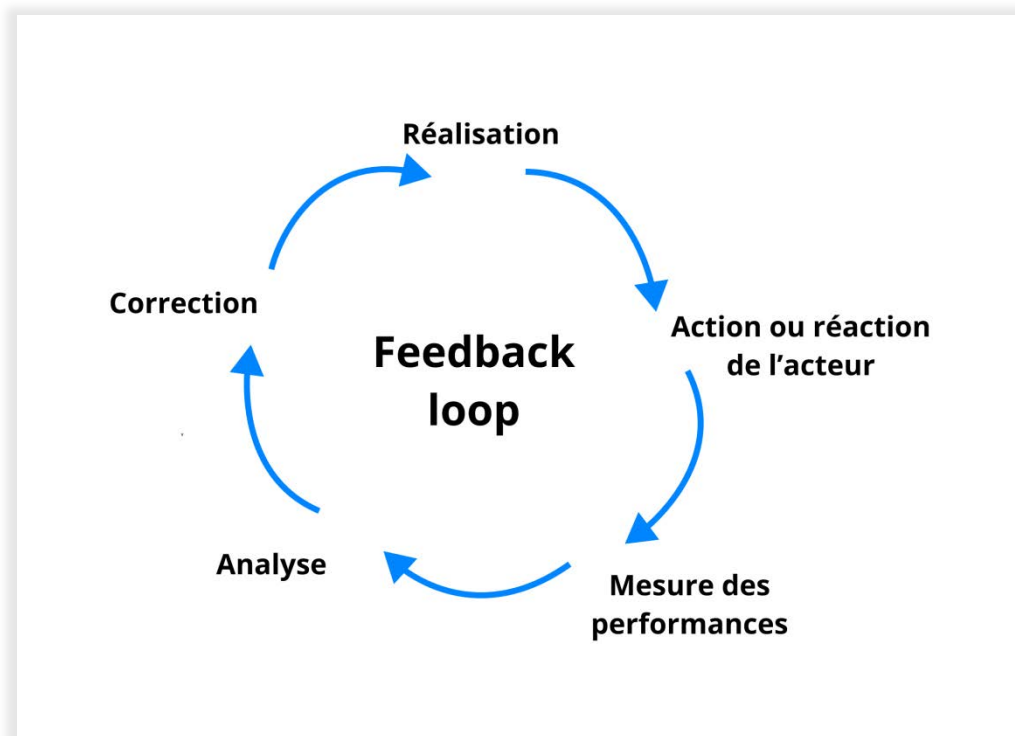 Réalisation
Action ou réaction
de l’acteur
Mesure des
performances
Analyse
Correction
Feedback
loop